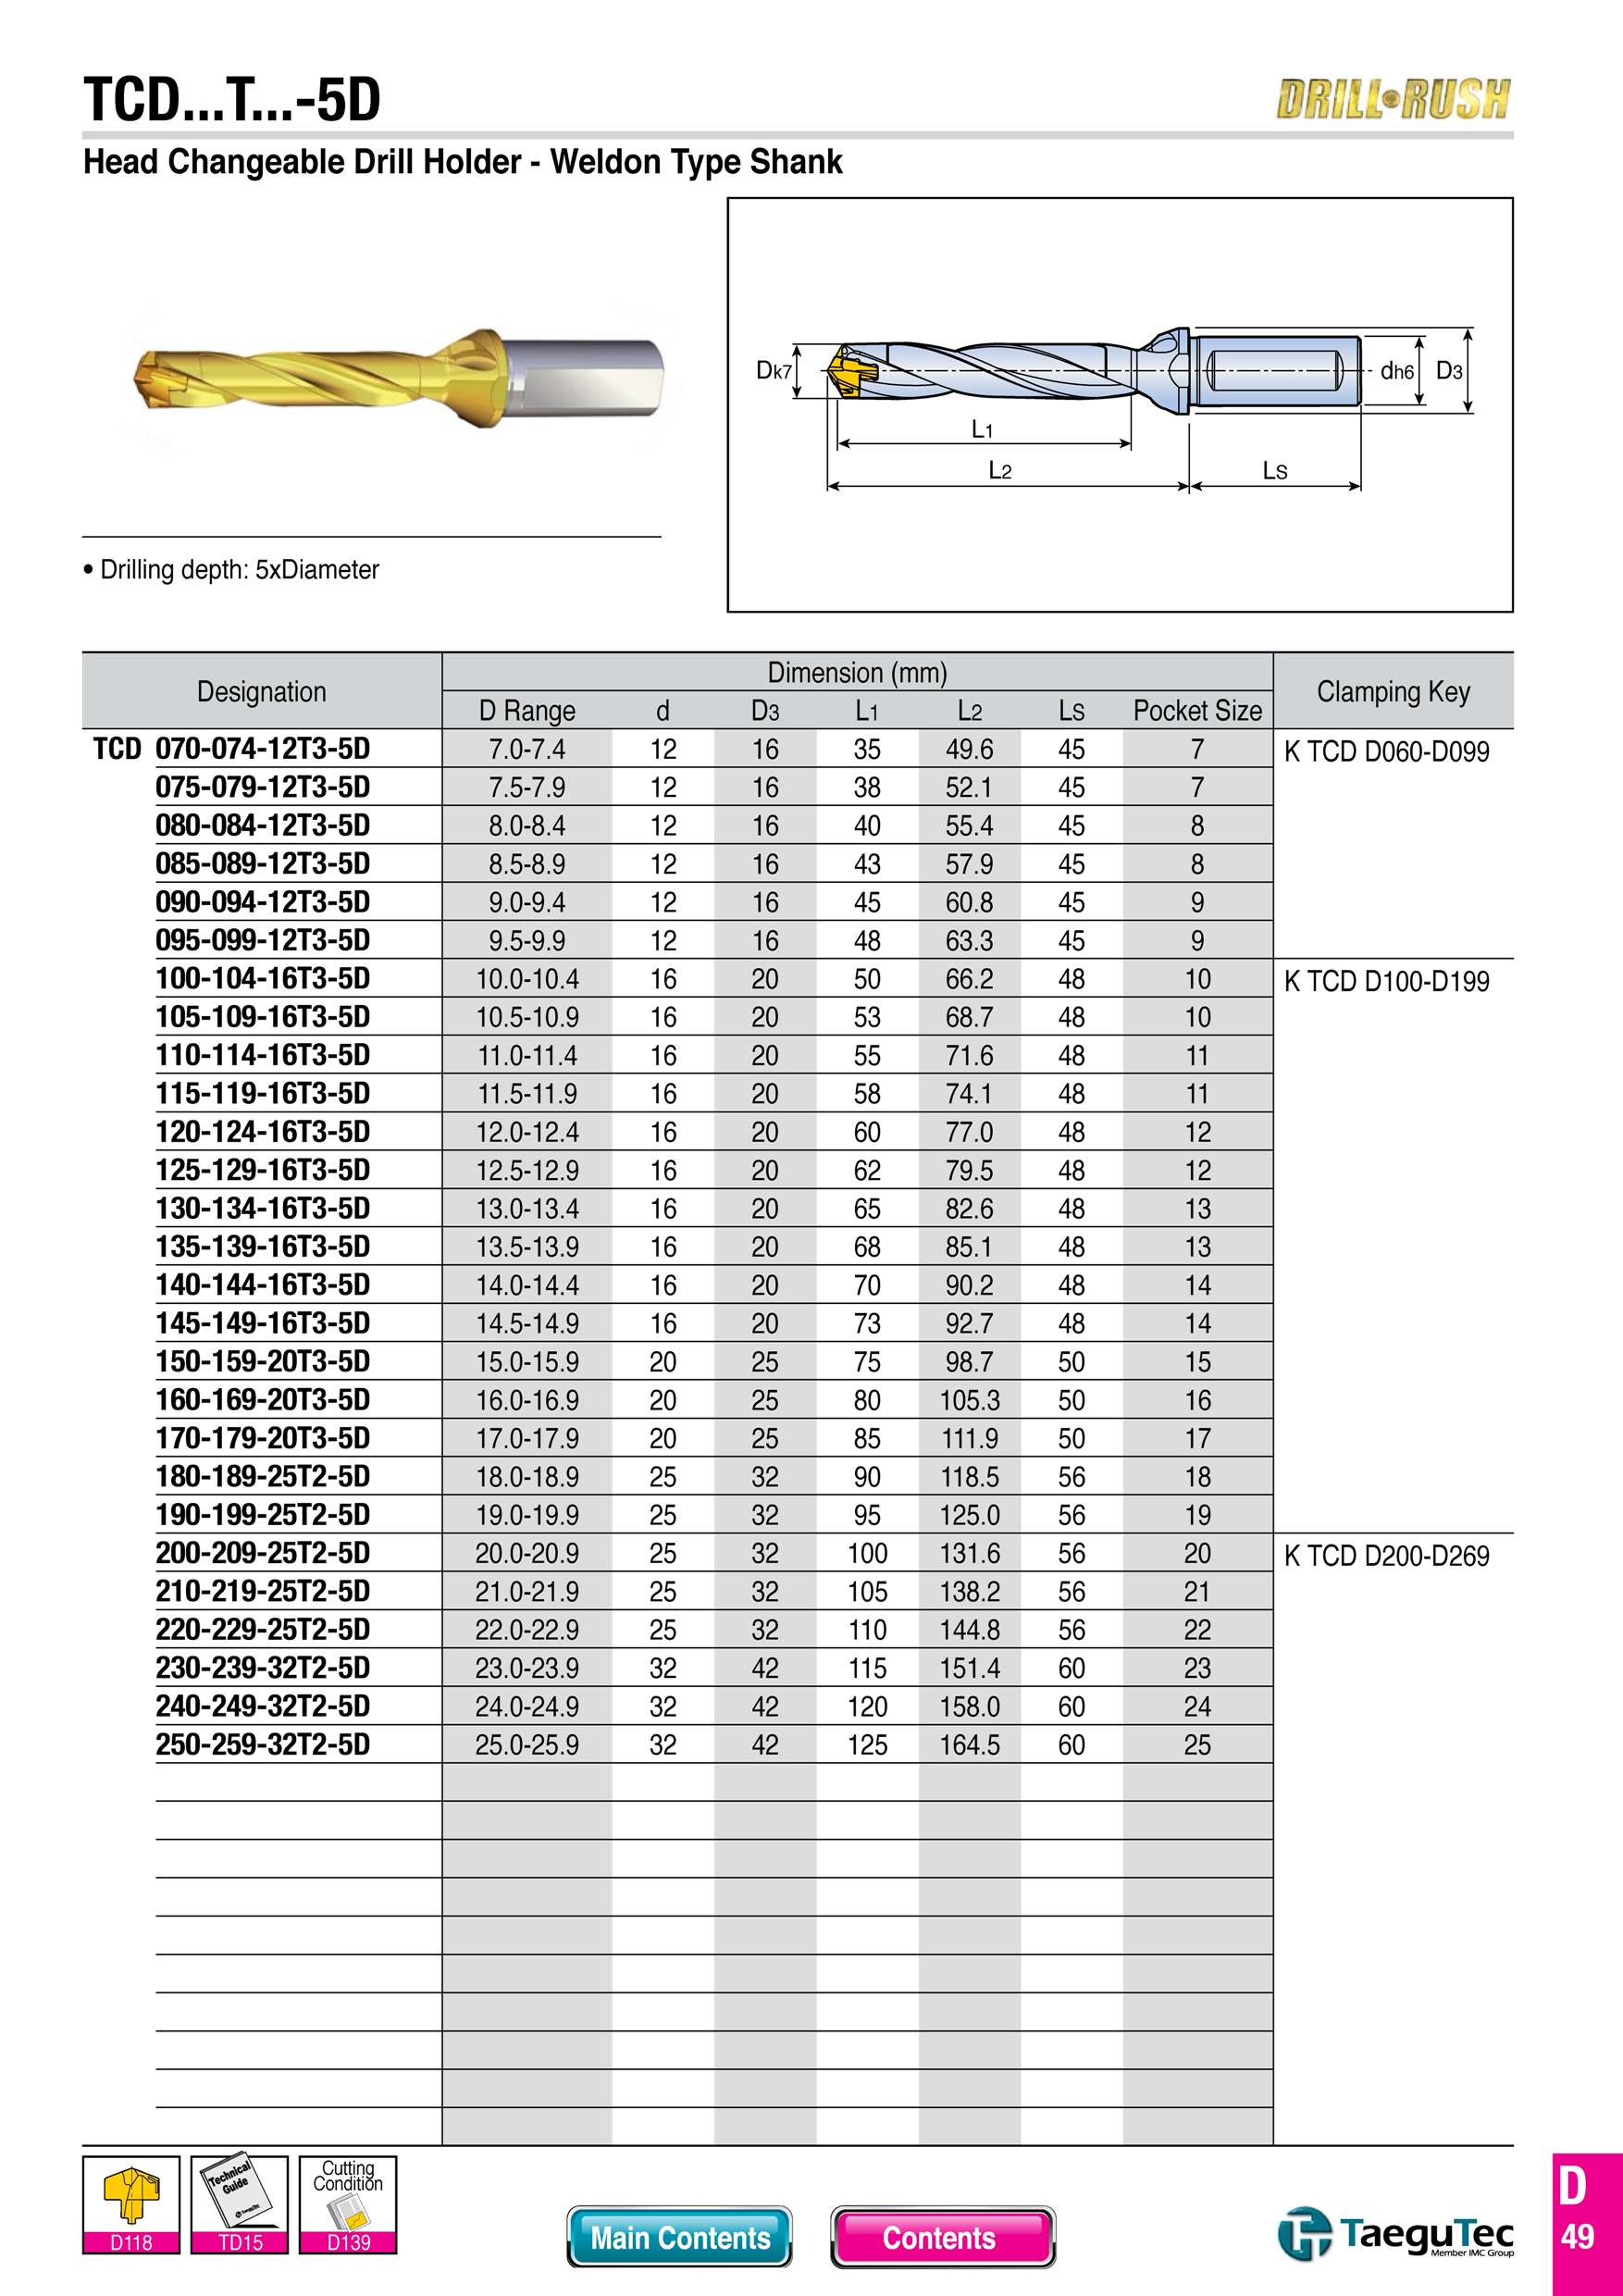 TCD...T...-5D
DRILL•RUSH
Head Changeable Drill Holder - Weldon Type Shank
Dk7
dh6
D3
L1
L2
LS
• Drilling depth: 5xDiameter
Designation
Dimension (mm)
Clamping Key
D Range d D3 L1 L2 LS Pocket Size
TCD 070-074-12T3-5D 7.0-7.4 12 16 35 49.6 45 7 K TCD D060-D099
075-079-12T3-5D 7.5-7.9 12 16 38 52.1 45 7
080-084-12T3-5D 8.0-8.4 12 16 40 55.4 45 8
085-089-12T3-5D 8.5-8.9 12 16 43 57.9 45 8
090-094-12T3-5D 9.0-9.4 12 16 45 60.8 45 9
095-099-12T3-5D 9.5-9.9 12 16 48 63.3 45 9
100-104-16T3-5D 10.0-10.4 16 20 50 66.2 48 10 K TCD D100-D199
105-109-16T3-5D 10.5-10.9 16 20 53 68.7 48 10
110-114-16T3-5D 11.0-11.4 16 20 55 71.6 48 11
115-119-16T3-5D 11.5-11.9 16 20 58 74.1 48 11
120-124-16T3-5D 12.0-12.4 16 20 60 77.0 48 12
125-129-16T3-5D 12.5-12.9 16 20 62 79.5 48 12
130-134-16T3-5D 13.0-13.4 16 20 65 82.6 48 13
135-139-16T3-5D 13.5-13.9 16 20 68 85.1 48 13
140-144-16T3-5D 14.0-14.4 16 20 70 90.2 48 14
145-149-16T3-5D 14.5-14.9 16 20 73 92.7 48 14
150-159-20T3-5D 15.0-15.9 20 25 75 98.7 50 15
160-169-20T3-5D 16.0-16.9 20 25 80 105.3 50 16
170-179-20T3-5D 17.0-17.9 20 25 85 111.9 50 17
180-189-25T2-5D 18.0-18.9 25 32 90 118.5 56 18
190-199-25T2-5D 19.0-19.9 25 32 95 125.0 56 19
200-209-25T2-5D 20.0-20.9 25 32 100 131.6 56 20 K TCD D200-D269
210-219-25T2-5D 21.0-21.9 25 32 105 138.2 56 21
220-229-25T2-5D 22.0-22.9 25 32 110 144.8 56 22
230-239-32T2-5D 23.0-23.9 32 42 115 151.4 60 23
240-249-32T2-5D 24.0-24.9 32 42 120 158.0 60 24
250-259-32T2-5D 25.0-25.9 32 42 125 164.5 60 25
Technical
Guide
TaeguTec
Cutting
Condition
D118
TD15
D139
Main Contents
Contents
TaeguTec
Member IMC Group
D
49